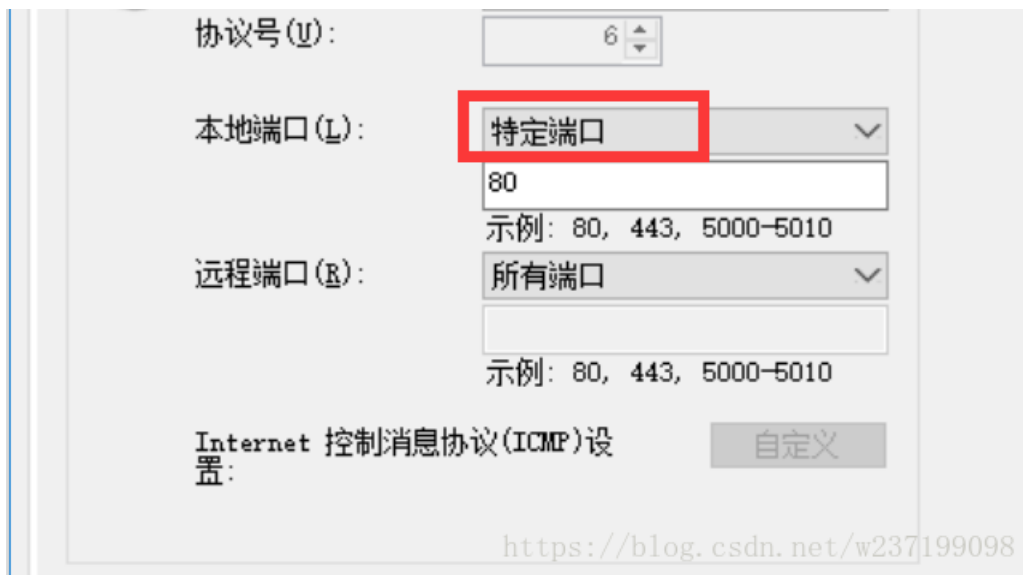 协议号(U): 6
本地端口(L): 特定端口
80
示例: 80, 443, 5000-5010
远程端口(R): 所有端口
示例: 80, 443, 5000-5010
Internet 控制消息协议(ICMP)设
置:
自定义
https://blog.csdn.net/w237199098